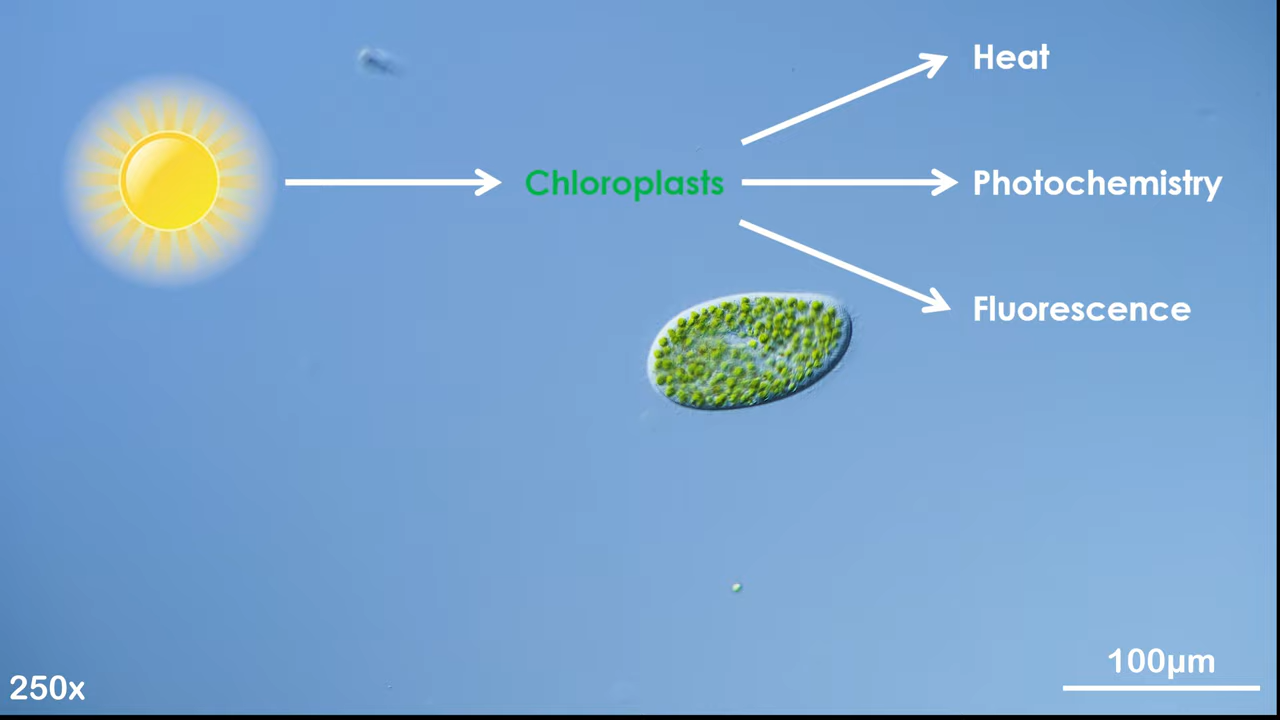 Heat
Chloroplasts
Photochemistry
Fluorescence
100µm
250x